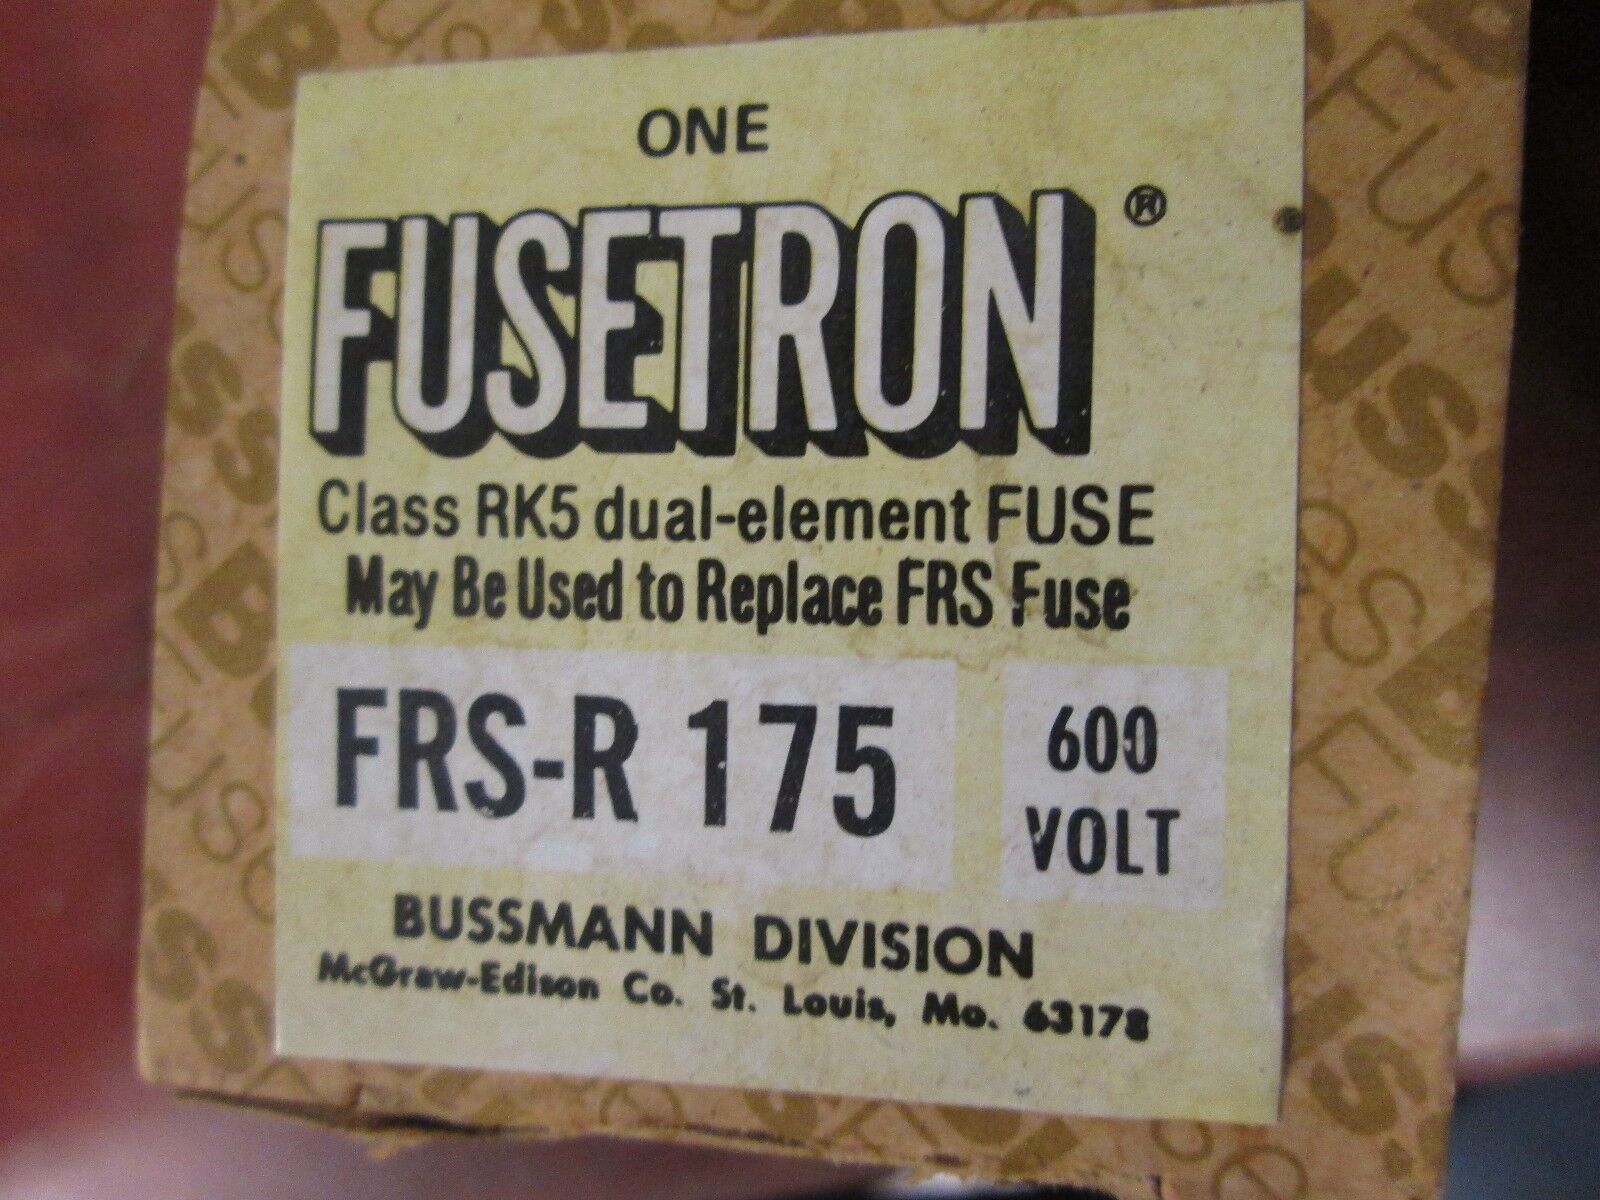 ONE
FUSETRON ®
Class RK5 dual-element FUSE
May Be Used to Replace FRS Fuse
FRS-R 175
600
VOLT
BUSSMANN DIVISION
McGraw-Edison Co. St. Louis, Mo. 63178